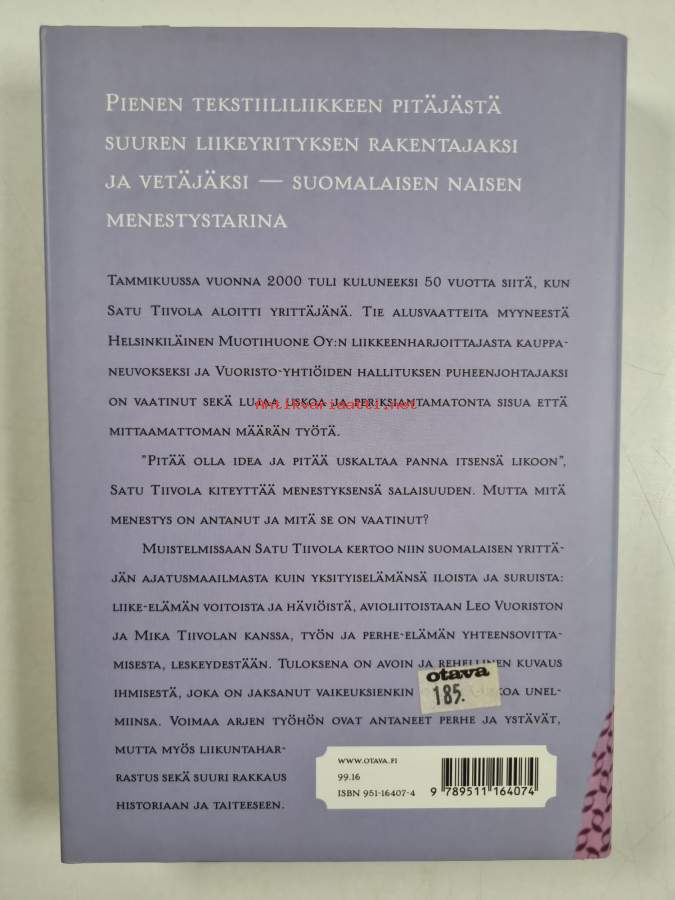 Pienen tekstiililiikkeen pitäjästä
suuren liikeyrityksen rakentajaksi
ja vetäjäksi — suomalaisen naisen
menestystarina
Tammikuussa vuonna 2000 tuli kuluneeksi 50 vuotta siitä, kun
Satu Tiivola aloitti yrittäjänä. Tie alusvaatteita myyneestä
Helsinkiläinen Muotihuone Oy:n liikkeenharjoittajasta kauppa-
neuvokseksi ja Vuoristo-yhtiöiden hallituksen puheenjohtajaksi
on vaatinut sekä lujaa uskoa ja periksiantamatonta sisua että
Antikvariaatti.net
mittaamattoman määrän työtä.
"Pitää olla idea ja pitää uskaltaa panna itsensä likoon",
Satu Tiivola kiteyttää menestyksensä salaisuuden. Mutta mitä
menestys on antanut ja mitä se on vaatinut?
Muistelmissaan Satu Tiivola kertoo niin suomalaisen yrittä-
jän ajatusmaailmasta kuin yksityiselämänsä iloista ja suruista:
liike-elämän voitoista ja häviöistä, avioliitoistaan Leo Vuoriston
ja Mika Tiivolan kanssa, työn ja perhe-elämän yhteensovitta-
misesta, leskeydestään. Tuloksena on avoin ja rehellinen kuvaus
otava
ihmisestä, joka on jaksanut vaikeuksienkin unel-
185.
miinsa. Voimaa arjen työhön ovat antaneet perhe ja ystävät,
mutta myös liikuntahar-
rastus sekä suuri rakkaus
historiaan ja taiteeseen.
www.otava.fi
99.16
ISBN 951-16407-4
9 789511 164074